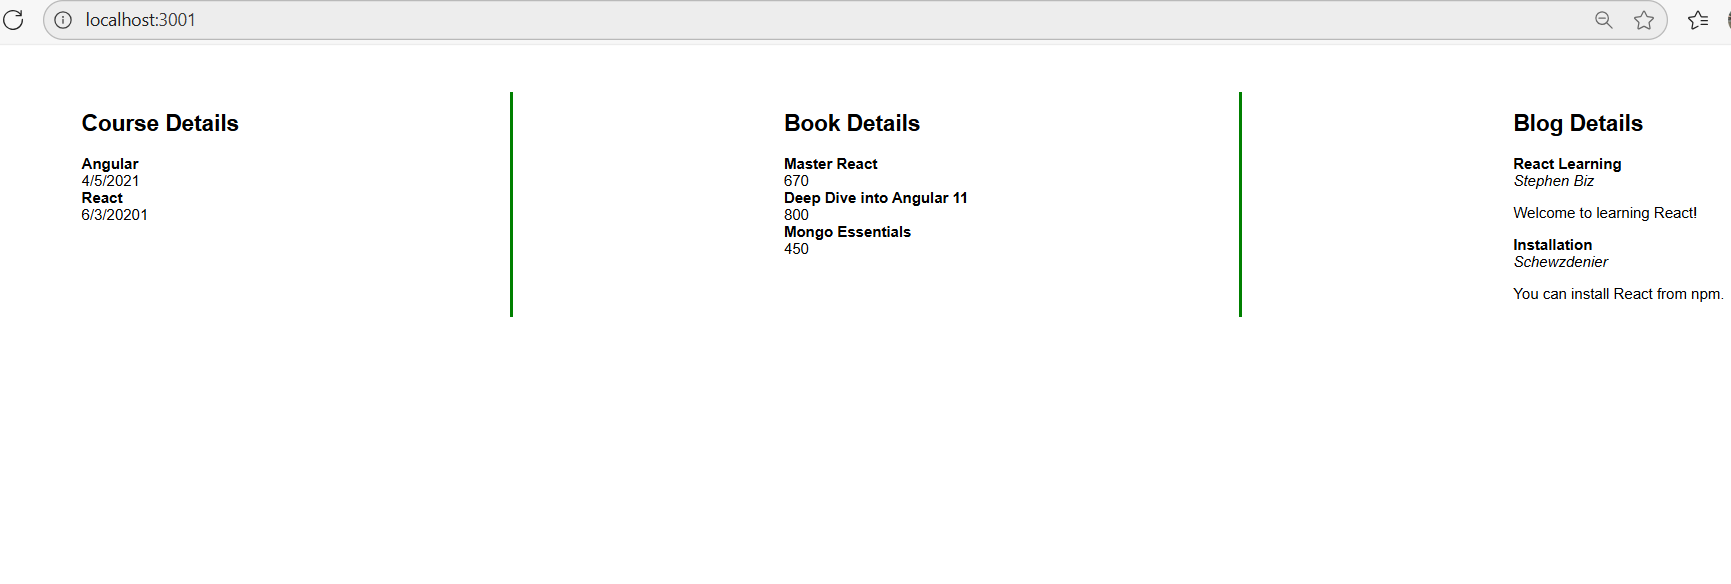 localhost:3001
Course Details
Angular
4/5/2021
React
6/3/20201
Book Details
Master React
670
Deep Dive into Angular 11
800
Mongo Essentials
450
Blog Details
React Learning
Stephen Biz
Welcome to learning React!
Installation
Schewzdenier
You can install React from npm.